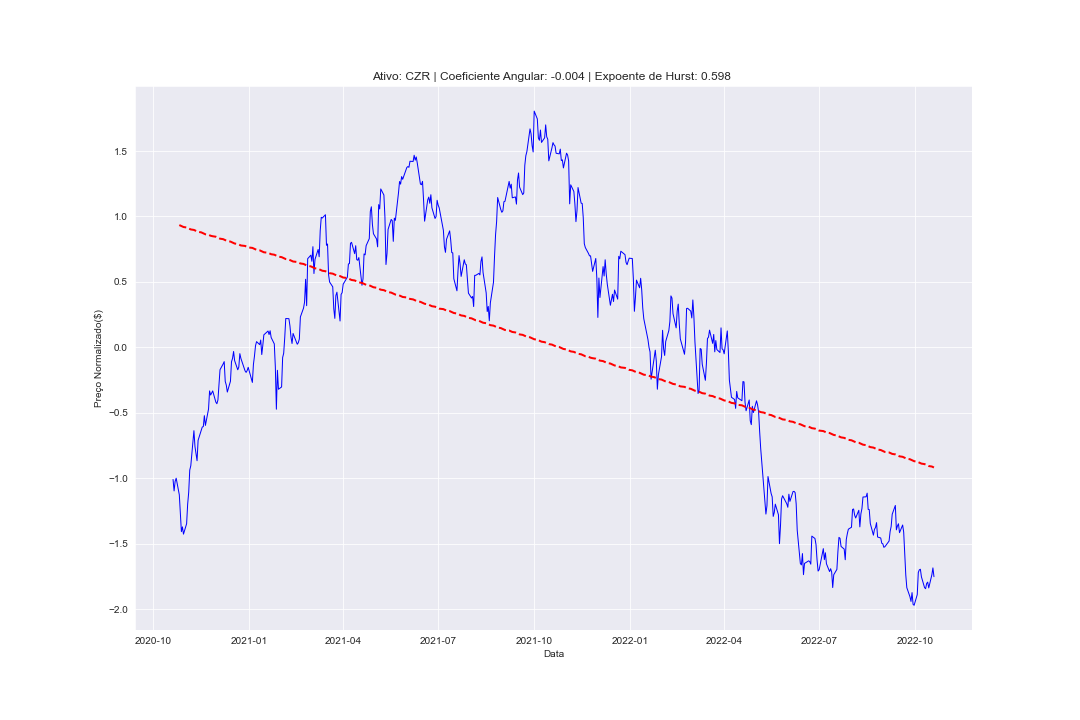 Ativo: CZR | Coeficiente Angular: -0.004 | Expoente de Hurst: 0.598
Preço Normalizado($)
1.5
1.0
0.5
0.0
−0.5
−1.0
−1.5
−2.0
2020-10 2021-01 2021-04 2021-07 2021-10 2022-01 2022-04 2022-07 2022-10
Data